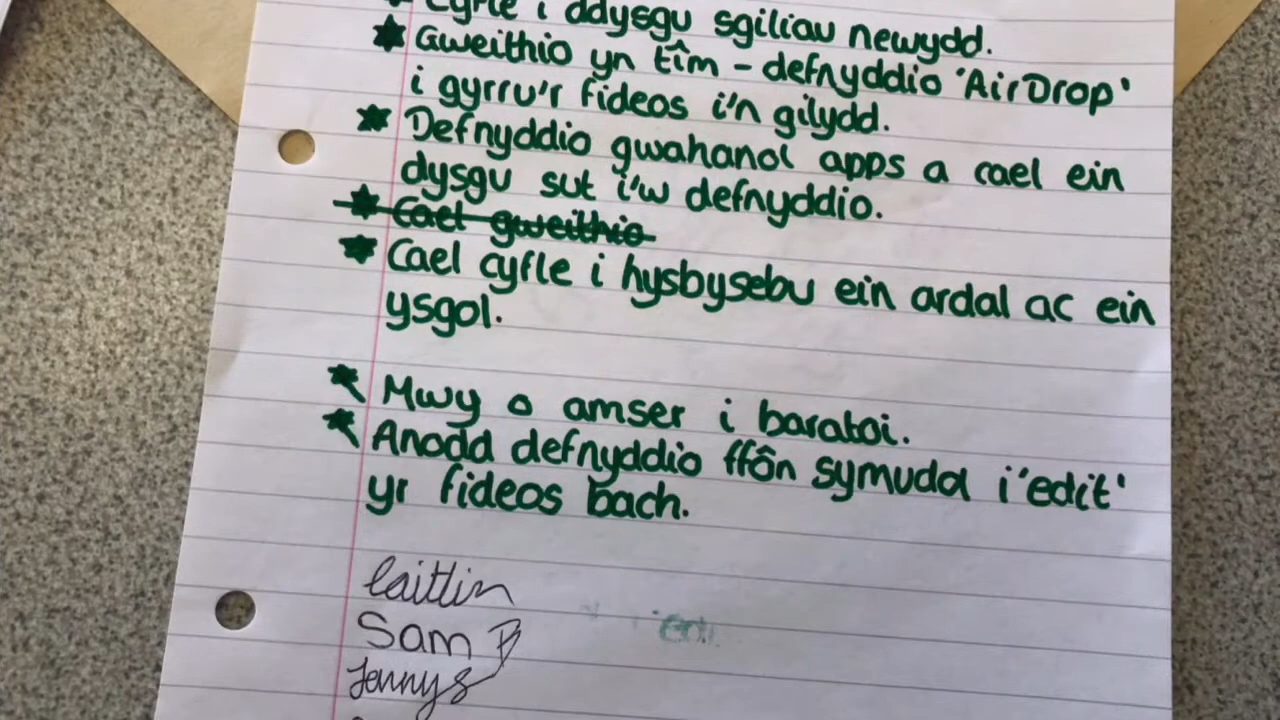 Cyfle i ddysgu sgiliau newydd.
Gweithio yn tîm - defnyddio 'AirDrop'
i gyrru'r fideos i'n gilydd.
Defnyddio gwahanol apps a cael ein
dysgu sut i'w defnyddio.
Cael gweithio
Cael cyfle i hysbysebu ein ardal ac ein
ysgol.
Mwy o amser i baratoi.
Anodd defnyddio ffôn symudol i 'edit'
yr fideos bach.
Caitlin
Sam B
Jenny S